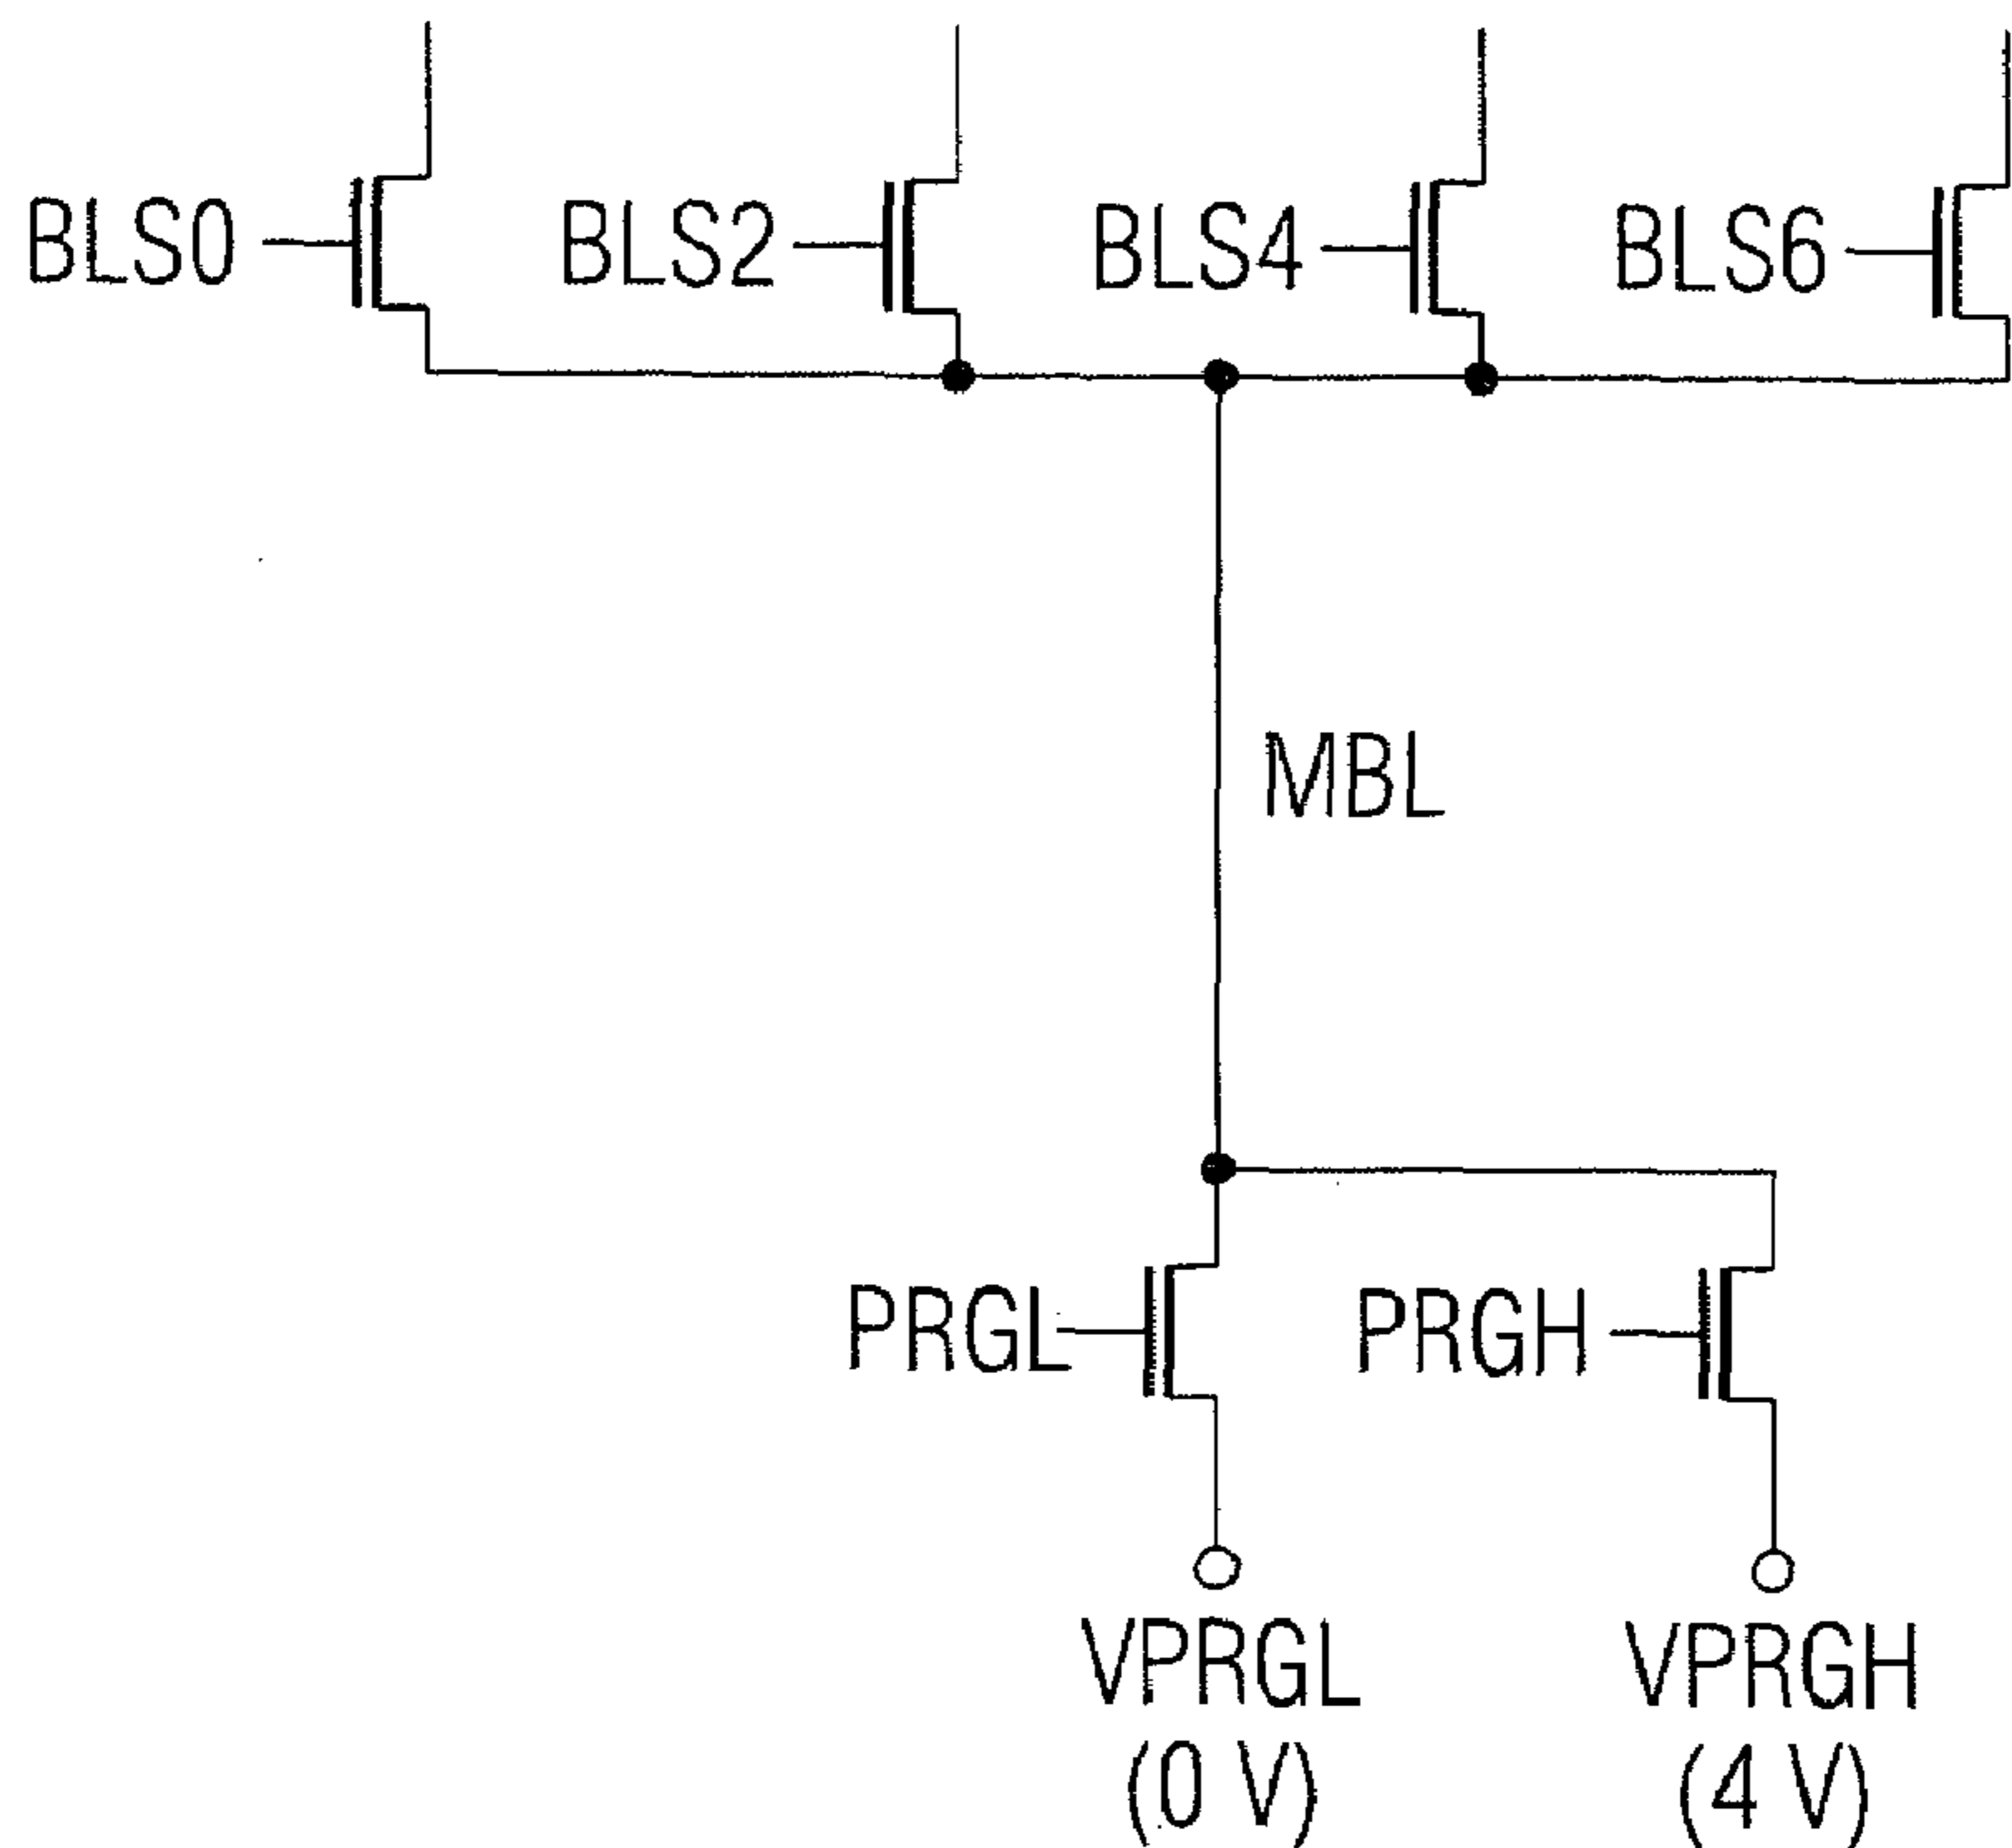 BLS0
BLS2
BLS4
BLS6
MBL
PRGL
PRGH
VPRGL
(0 V)
VPRGH
(4 V)